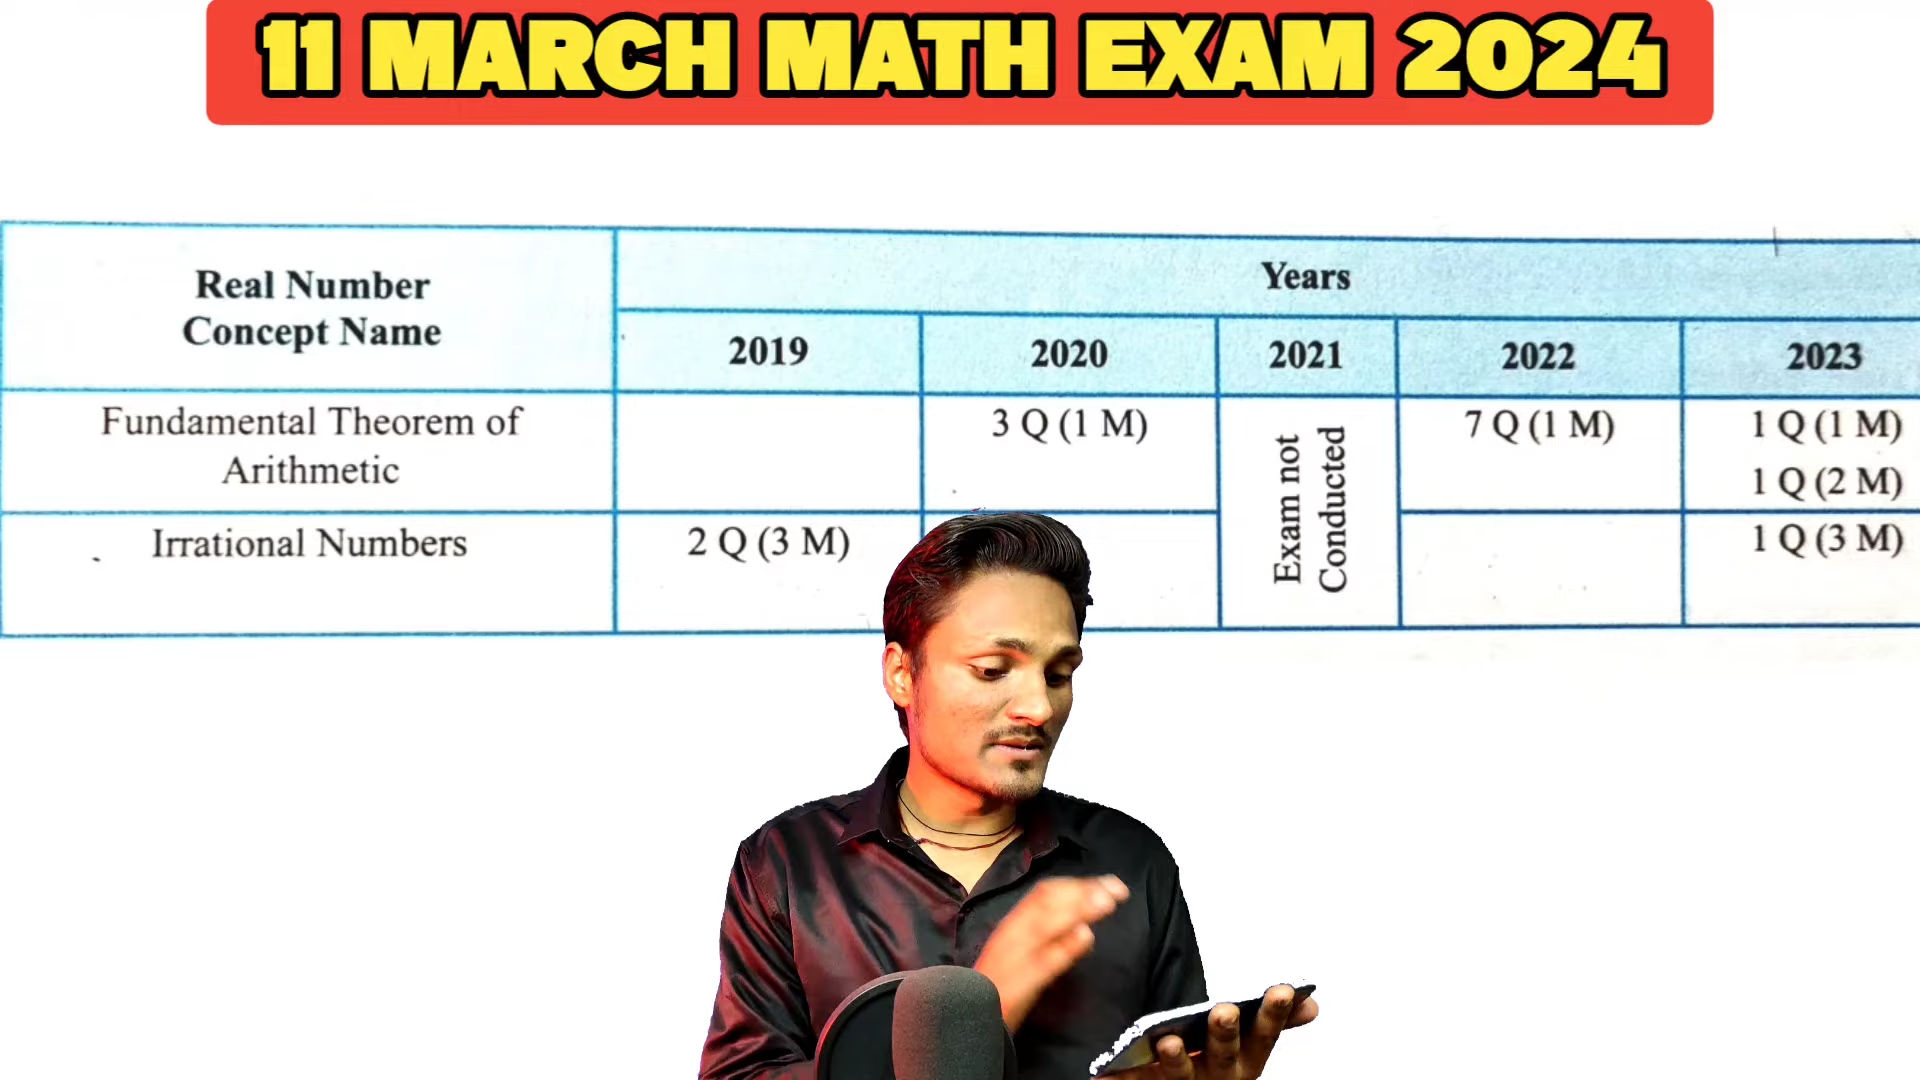 11 MARCH MATH EXAM 2024
Real Number
Concept Name
Years
2019
2020
2021
2022
2023
Fundamental Theorem of
Arithmetic
3 Q (1 M)
Exam not
Conducted
7 Q (1 M)
1 Q (1 M)
1 Q (2 M)
Irrational Numbers
2 Q (3 M)
1 Q (3 M)